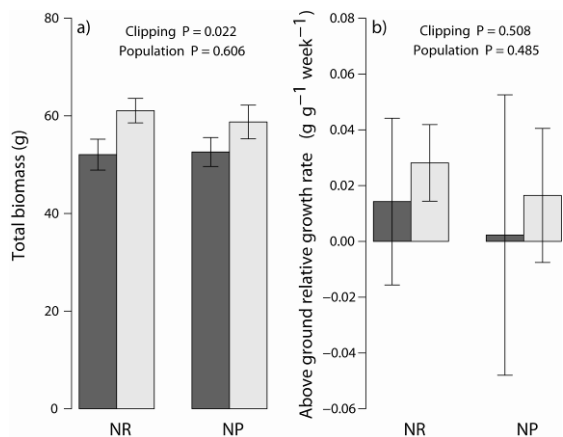 a)
Clipping P = 0.022
Population P = 0.606
Total biomass (g)
80
60
40
20
0
NR NP
b)
Clipping P = 0.508
Population P = 0.485
Above ground relative growth rate (g g⁻¹ week⁻¹)
0.08
0.06
0.04
0.02
0.00
−0.02
−0.04
−0.06
NR NP